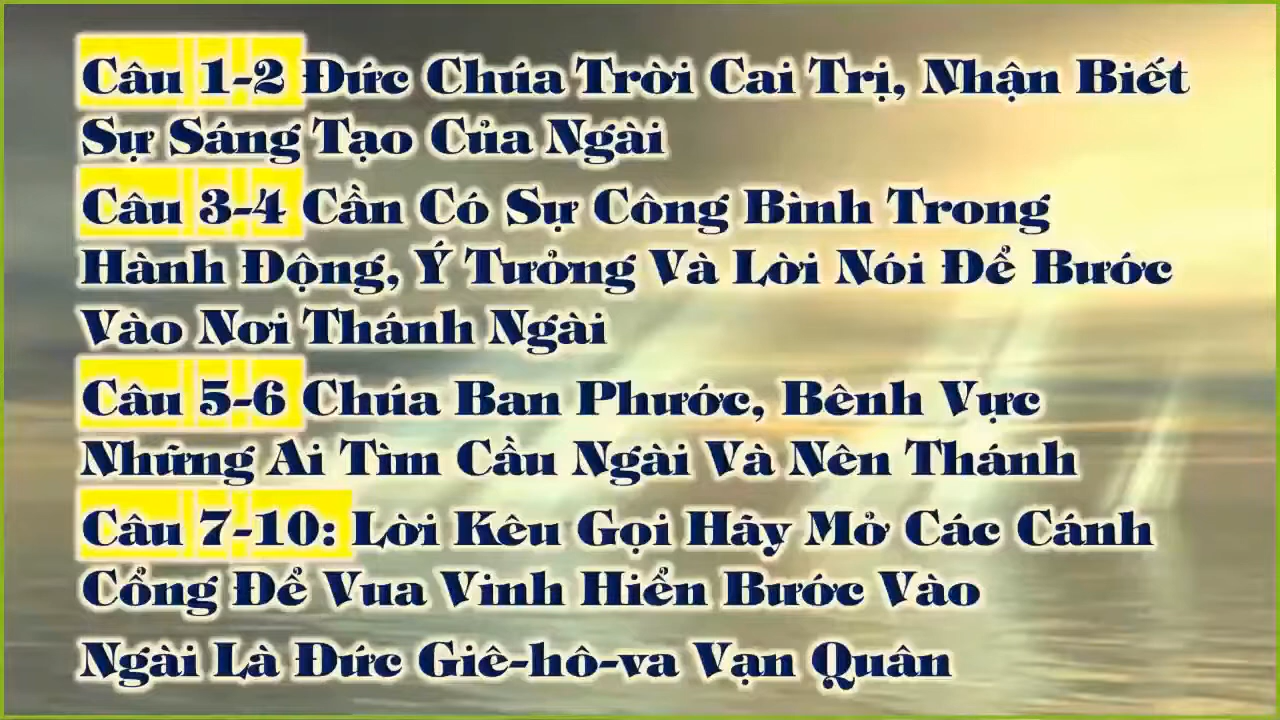 Câu 1-2 Đức Chúa Trời Cai Trị, Nhận Biết
Sự Sáng Tạo Của Ngài
Câu 3-4 Cần Có Sự Công Bình Trong
Hành Động, Ý Tưởng Và Lời Nói Để Bước
Vào Nơi Thánh Ngài
Câu 5-6 Chúa Ban Phước, Bênh Vực
Những Ai Tìm Cầu Ngài Và Nên Thánh
Câu 7-10: Lời Kêu Gọi Hãy Mở Các Cánh
Cổng Để Vua Vinh Hiển Bước Vào
Ngài Là Đức Giê-hô-va Vạn Quân